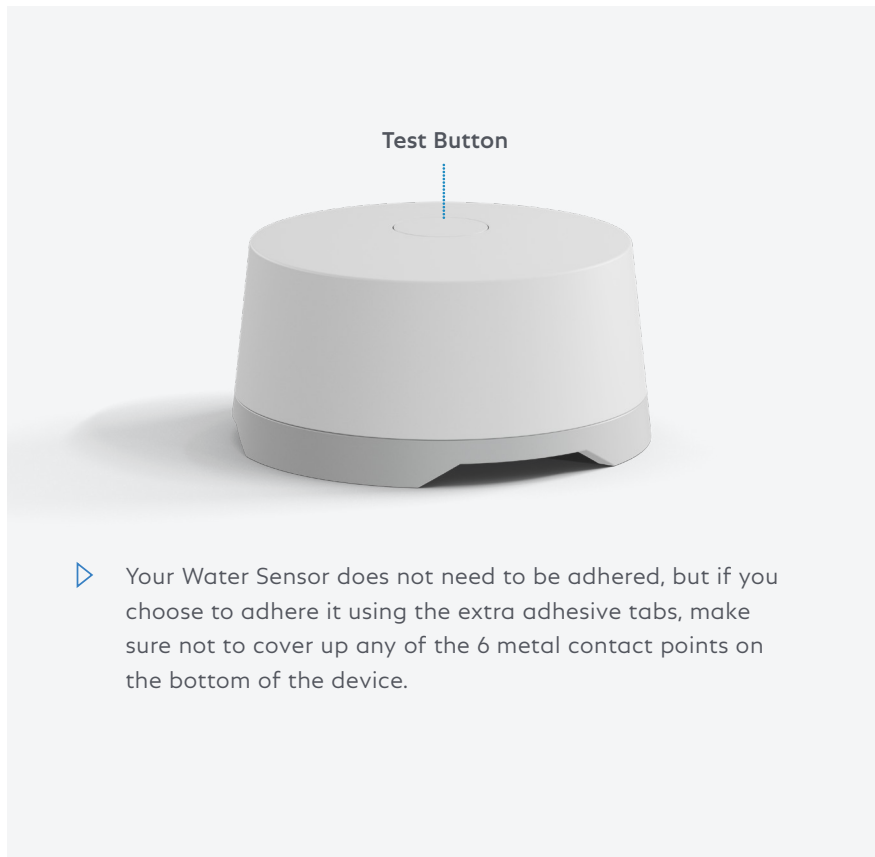 Test Button
Your Water Sensor does not need to be adhered, but if you
choose to adhere it using the extra adhesive tabs, make
sure not to cover up any of the 6 metal contact points on
the bottom of the device.